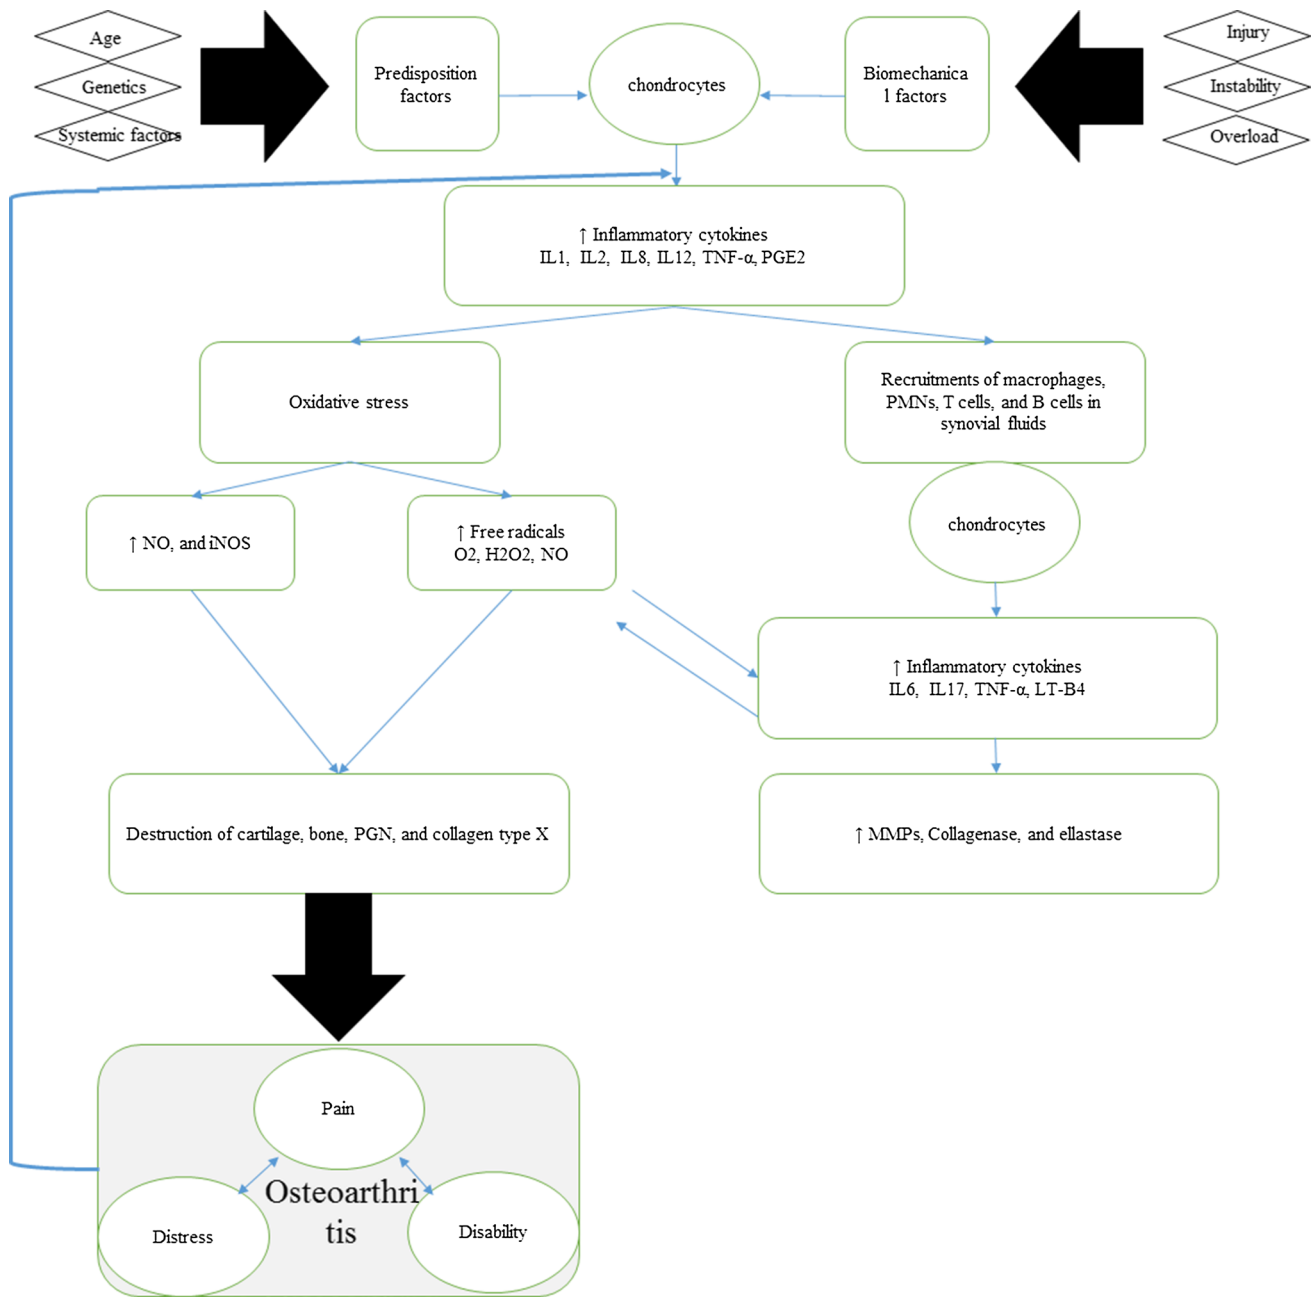 Age
Genetics
Systemic factors
Predisposition
factors
chondrocytes
Biomechanica
l factors
Injury
Instability
Overload
↑ Inflammatory cytokines
IL1, IL2, IL8, IL12, TNF-α, PGE2
Oxidative stress
Recruitments of macrophages,
PMNs, T cells, and B cells in
synovial fluids
↑ NO, and iNOS
↑ Free radicals
O2, H2O2, NO
chondrocytes
↑ Inflammatory cytokines
IL6, IL17, TNF-α, LT-B4
Destruction of cartilage, bone, PGN, and collagen type X
↑ MMPs, Collagenase, and ellastase
Pain
Osteoarthri
tis
Distress
Disability